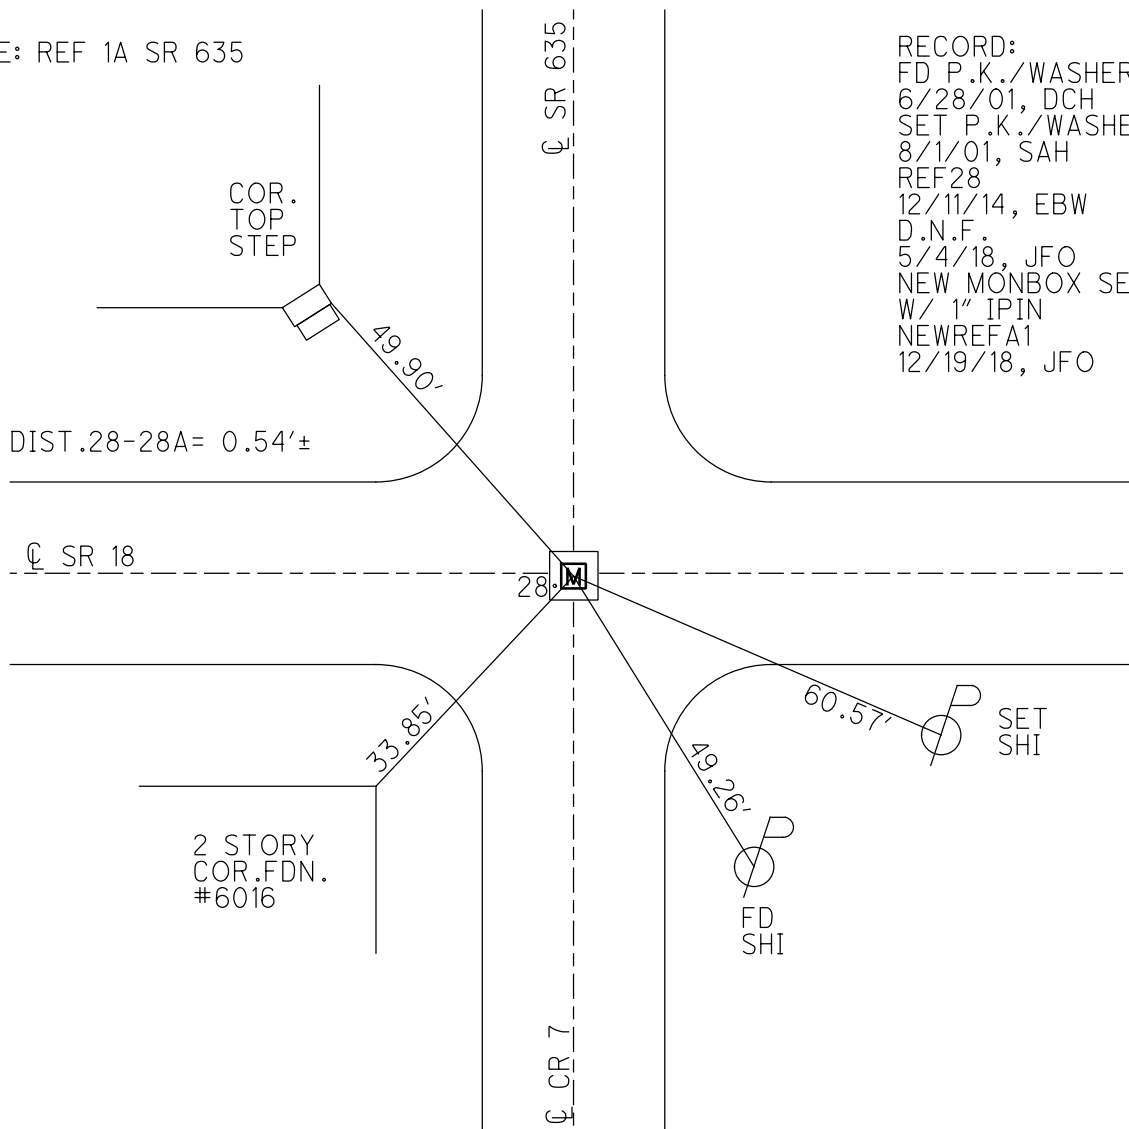 E: REF 1A SR 635
℄ SR 635
RECORD:
FD P.K./WASHER
6/28/01, DCH
SET P.K./WASHE
8/1/01, SAH
REF28
12/11/14, EBW
D.N.F.
5/4/18, JFO
NEW MONBOX SE
W/ 1" IPIN
NEWREFA1
12/19/18, JFO
COR.
TOP
STEP
49.90'
DIST.28-28A= 0.54'±
℄ SR 18
28.
M
33.85'
60.57'
SET
SHI
49.26'
2 STORY
COR.FDN.
#6016
FD
SHI
℄ CR 7